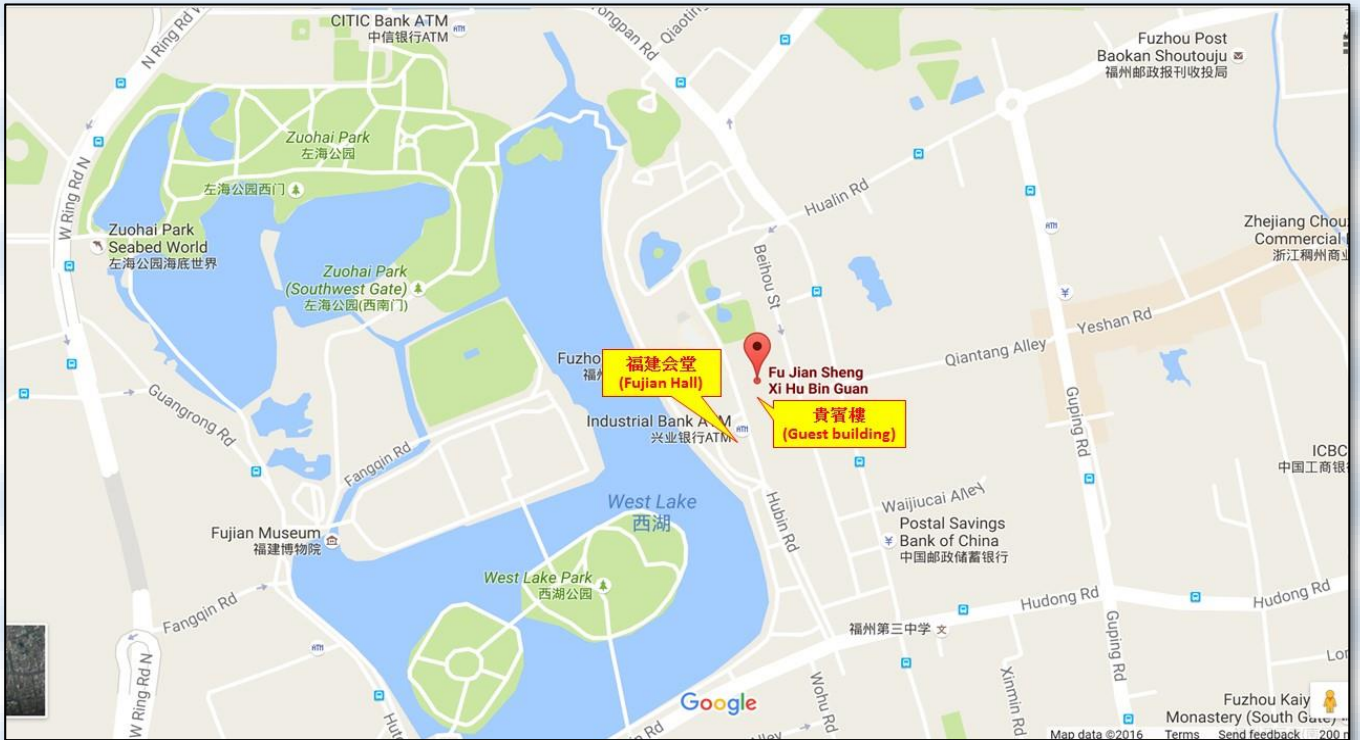 CITIC Bank ATM
中信银行ATM
N Ring Rd W
Yongpan Rd
Qiaoting
Fuzhou Post
Baokan Shoutouju
福州邮政报刊收投局
Zuohai Park
左海公园
左海公园西门
W Ring Rd N
Zuohai Park
Seabed World
左海公园海底世界
Zuohai Park
(Southwest Gate)
左海公园(西南门)
Hualin Rd
Beihou St
Zhejiang Chouz
Commercial
浙江稠州商业
ATM
Yeshan Rd
Qiantang Alley
Fuzho
福州
福建会堂
(Fujian Hall)
Fu Jian Sheng
Xi Hu Bin Guan
貴賓樓
(Guest building)
Industrial Bank ATM
兴业银行ATM
Guangrong Rd
Fangqin Rd
Guping Rd
ICBC
中国工商银
West Lake
西湖
Hubin Rd
Waijiucai Alley
Postal Savings
Bank of China
中国邮政储蓄银行
Fujian Museum
福建博物院
West Lake Park
西湖公园
Fangqin Rd
Hudong Rd
Hudong Rd
福州第三中学
文
ATM
Guping Rd
W Ring Rd N
Google
Wohu Rd
Xinmin Rd
Fuzhou Kaiy
Monastery (South Gate)
Map data ©2016 Terms Send feedback 200 m